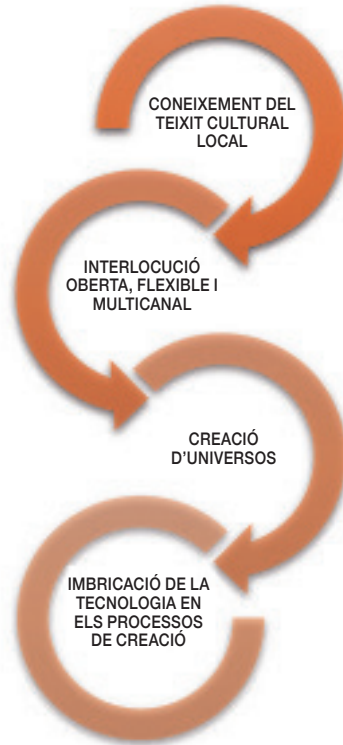 CONEIXEMENT DEL
TEIXIT CULTURAL
LOCAL
INTERLOCUCIÓ
OBERTA, FLEXIBLE I
MULTICANAL
CREACIÓ
D'UNIVERSOS
IMBRICACIÓ DE LA
TECNOLOGIA EN
ELS PROCESSOS
DE CREACIÓ